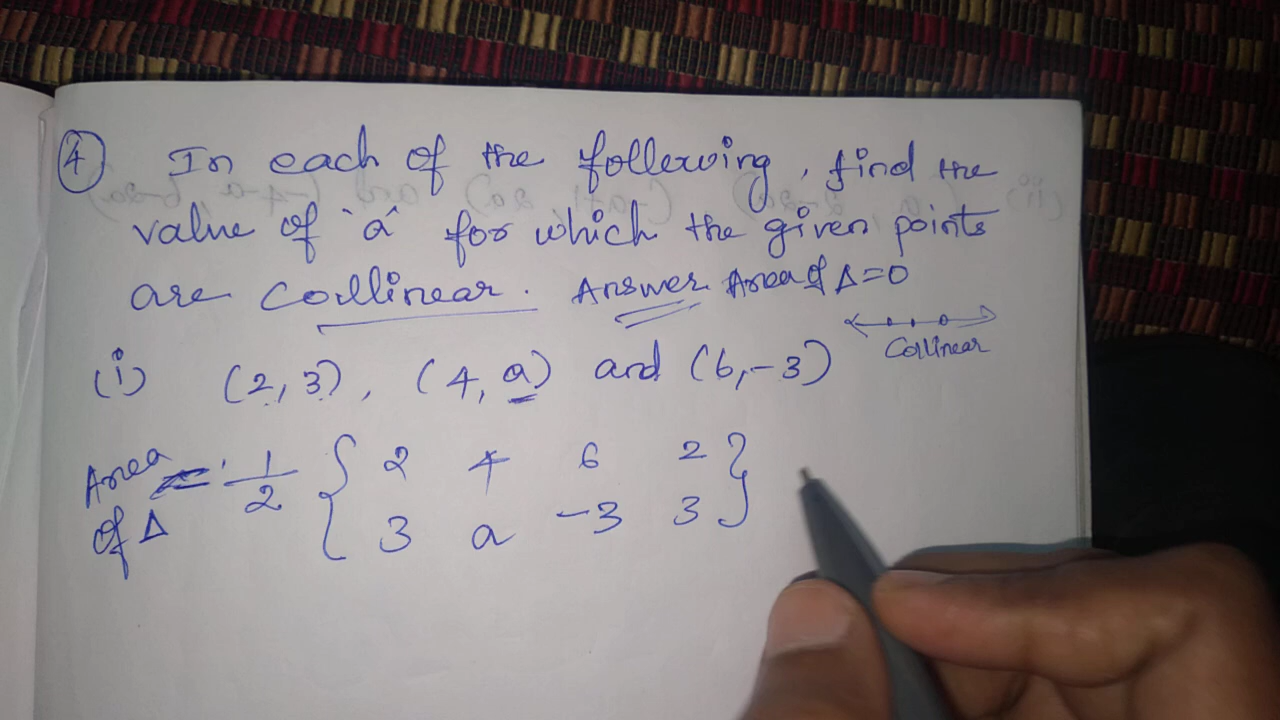 4 In each of the following, find the
value of 'a' for which the given points
are Collinear. Answer Area of Δ=0
Collinear
(i) (2,3), (4,a) and (6,-3)
Area of Δ = 1/2 { 2 4 6 2
3 a -3 3 }